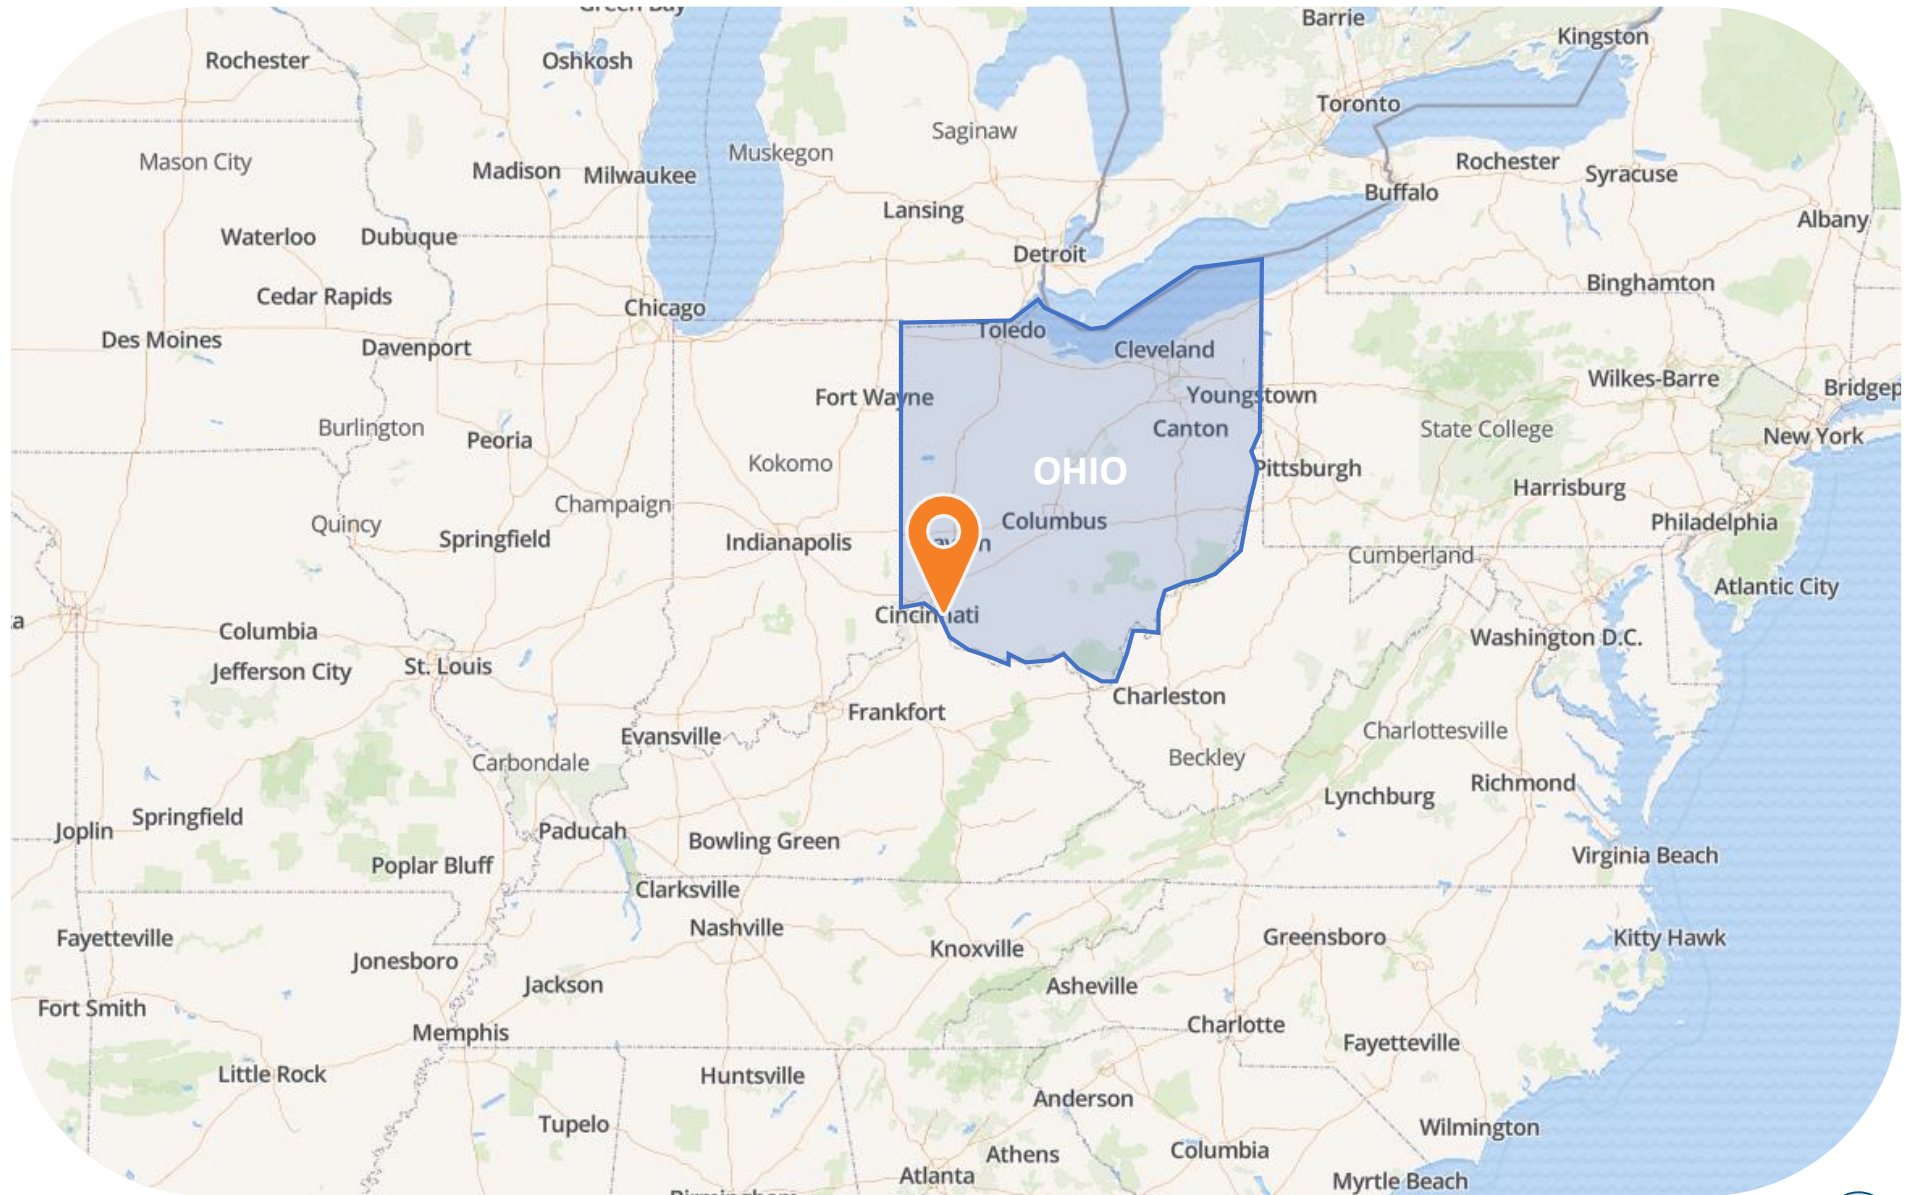 Barrie
Kingston
Rochester
Oshkosh
Toronto
Saginaw
Muskegon
Mason City
Madison
Milwaukee
Rochester
Syracuse
Buffalo
Lansing
Albany
Waterloo
Dubuque
Detroit
Binghamton
Cedar Rapids
Chicago
Des Moines
Davenport
Toledo
Cleveland
Wilkes-Barre
Bridgep
Fort Wayne
Youngstown
Burlington
Peoria
Canton
State College
New York
Kokomo
OHIO
Pittsburgh
Harrisburg
Champaign
Quincy
Springfield
Indianapolis
Columbus
Philadelphia
Cumberland
Atlantic City
Cincinnati
Columbia
Jefferson City
St. Louis
Washington D.C.
Charleston
Frankfort
Evansville
Charlottesville
Carbondale
Beckley
Richmond
Lynchburg
Joplin
Springfield
Paducah
Bowling Green
Poplar Bluff
Virginia Beach
Clarksville
Nashville
Fayetteville
Jonesboro
Knoxville
Greensboro
Kitty Hawk
Jackson
Asheville
Fort Smith
Memphis
Charlotte
Fayetteville
Little Rock
Huntsville
Anderson
Tupelo
Wilmington
Athens
Columbia
Atlanta
Myrtle Beach